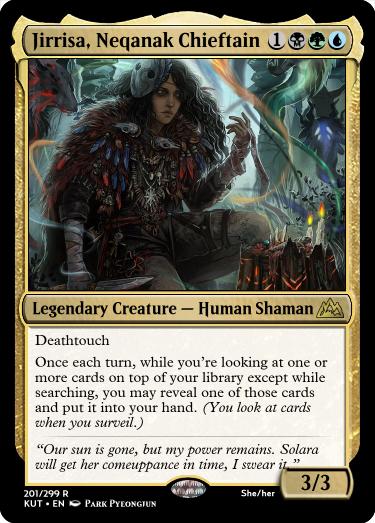 Jirrisa, Neqanak Chieftain 1
Legendary Creature — Human Shaman
Deathtouch
Once each turn, while you're looking at one or
more cards on top of your library except while
searching, you may reveal one of those cards
and put it into your hand. (You look at cards
when you surveil.)
“Our sun is gone, but my power remains. Solara
will get her comeuppance in time, I swear it.”
3/3
201/299 R
She/her
KUT • EN Park Pyeongjun